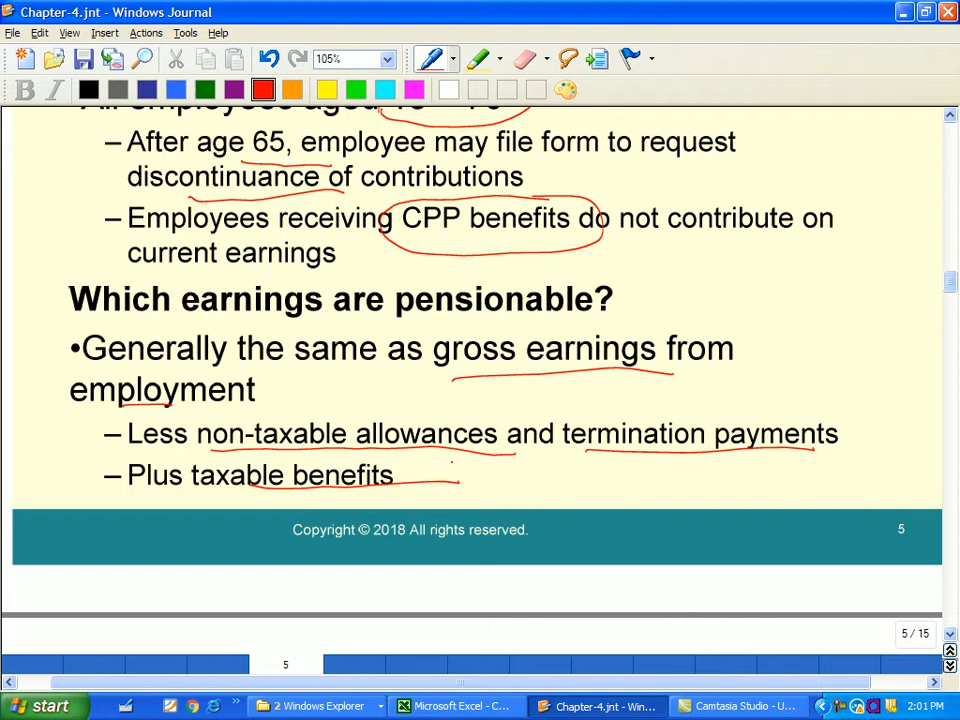 Chapter-4.jnt - Windows Journal
File Edit View Insert Actions Tools Help
105%
B I
All employees aged
– After age 65, employee may file form to request
discontinuance of contributions
– Employees receiving CPP benefits do not contribute on
current earnings
Which earnings are pensionable?
•Generally the same as gross earnings from
employment
– Less non-taxable allowances and termination payments
– Plus taxable benefits
Copyright © 2018 All rights reserved.
5
5 / 15
5
start
2 Windows Explorer
Microsoft Excel - C...
Chapter-4.jnt - Win...
Camtasia Studio - U...
2:01 PM